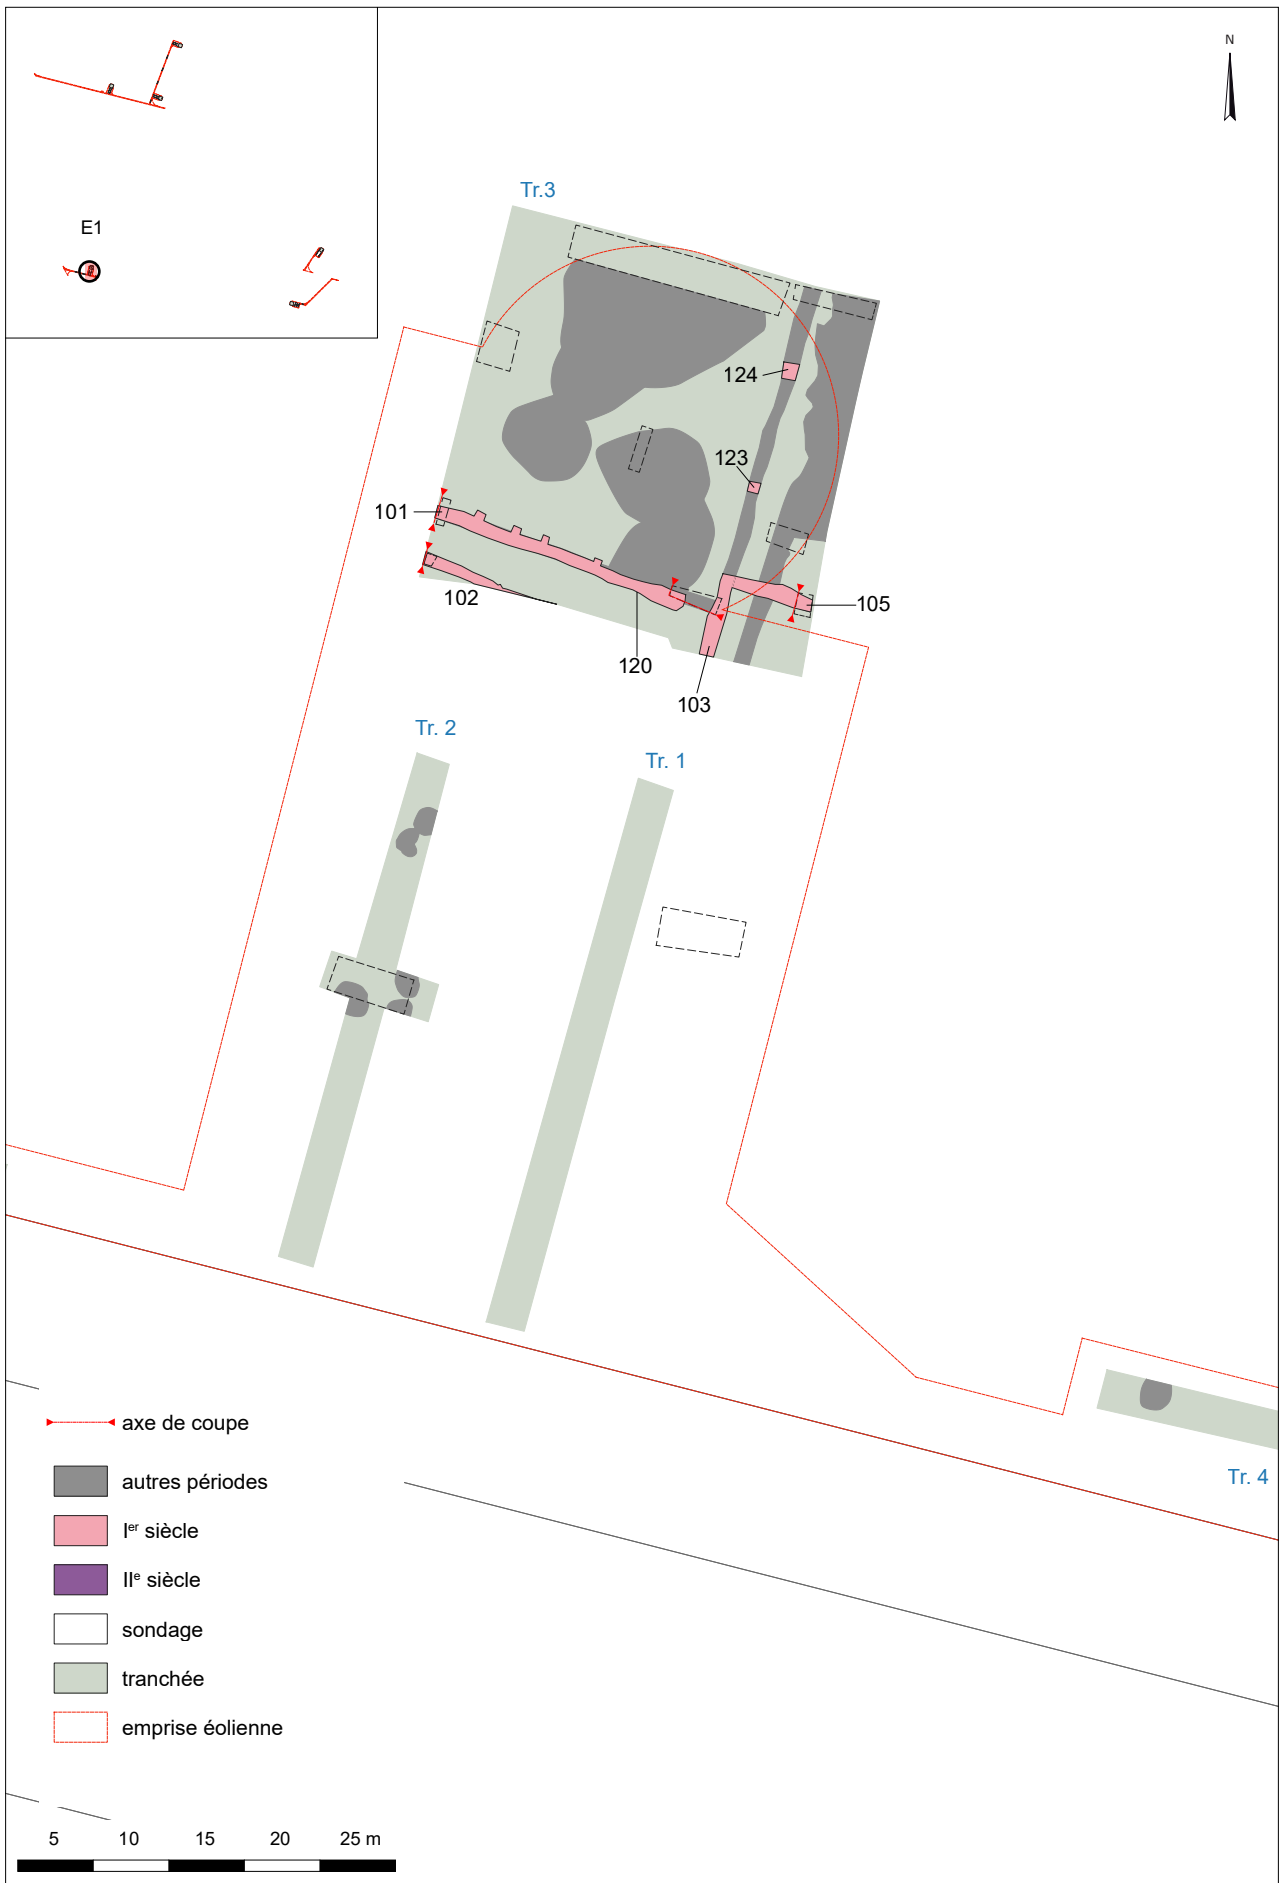 N
E1
Tr.3
124
123
101
102
105
120
103
Tr. 2
Tr. 1
Tr. 4
axe de coupe
autres périodes
Ier siècle
IIe siècle
sondage
tranchée
emprise éolienne
5 10 15 20 25 m